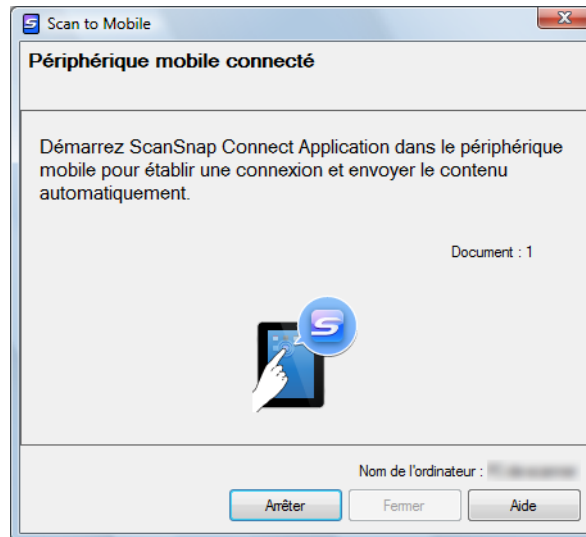 Scan to Mobile
Périphérique mobile connecté
Démarrez ScanSnap Connect Application dans le périphérique
mobile pour établir une connexion et envoyer le contenu
automatiquement.
Document : 1
Nom de l'ordinateur :
Arrêter Fermer Aide